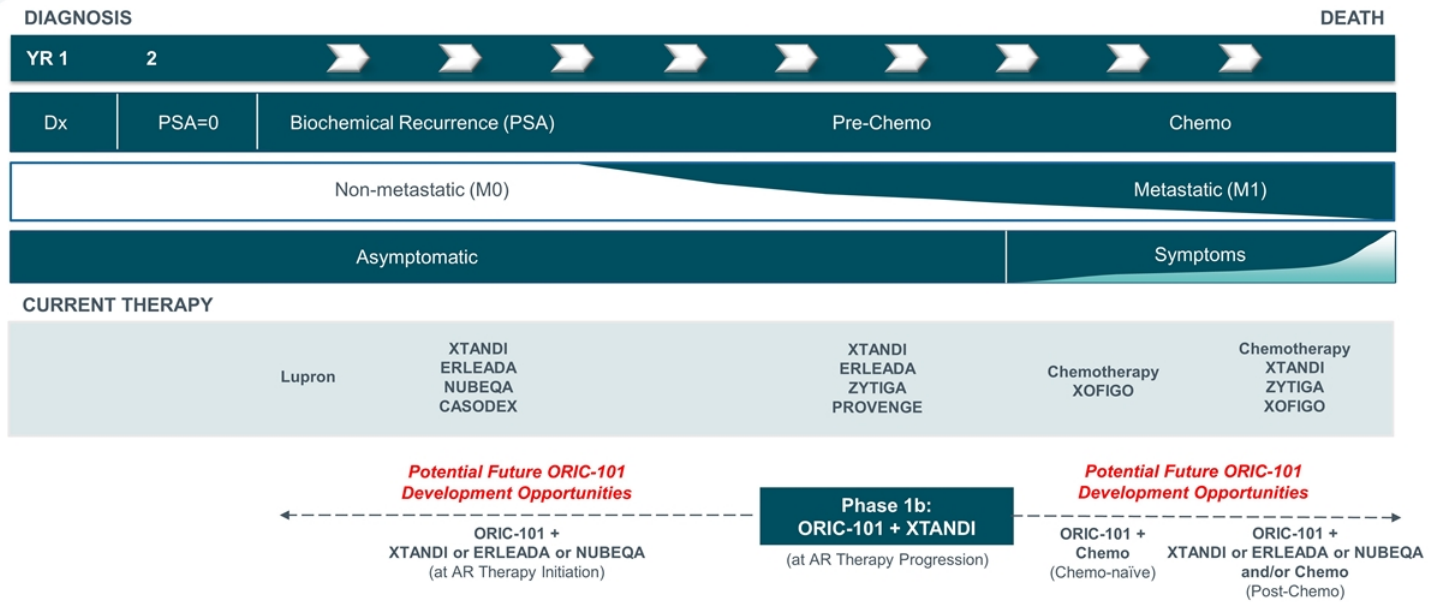 DIAGNOSIS
DEATH
YR 1
2
Dx
PSA=0
Biochemical Recurrence (PSA)
Pre-Chemo
Chemo
Non-metastatic (M0)
Metastatic (M1)
Asymptomatic
Symptoms
CURRENT THERAPY
Lupron
XTANDI
ERLEADA
NUBEQA
CASODEX
XTANDI
ERLEADA
ZYTIGA
PROVENGE
Chemotherapy
XOFIGO
Chemotherapy
XTANDI
ZYTIGA
XOFIGO
Potential Future ORIC-101
Development Opportunities
ORIC-101 +
XTANDI or ERLEADA or NUBEQA
(at AR Therapy Initiation)
Phase 1b:
ORIC-101 + XTANDI
(at AR Therapy Progression)
Potential Future ORIC-101
Development Opportunities
ORIC-101 +
Chemo
(Chemo-naïve)
ORIC-101 +
XTANDI or ERLEADA or NUBEQA
and/or Chemo
(Post-Chemo)